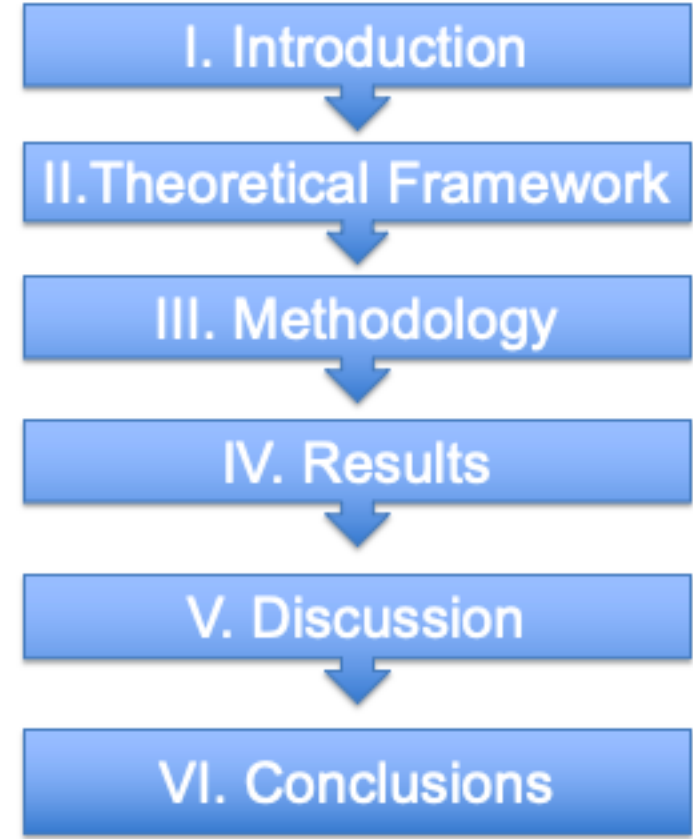 I. Introduction
II.Theoretical Framework
III. Methodology
IV. Results
V. Discussion
VI. Conclusions